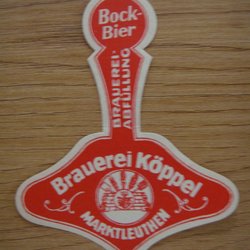 Bock-
Bier
BRAUEREI-
ABFÜLLUNG
Brauerei Köppel
MARKTLEUTHEN